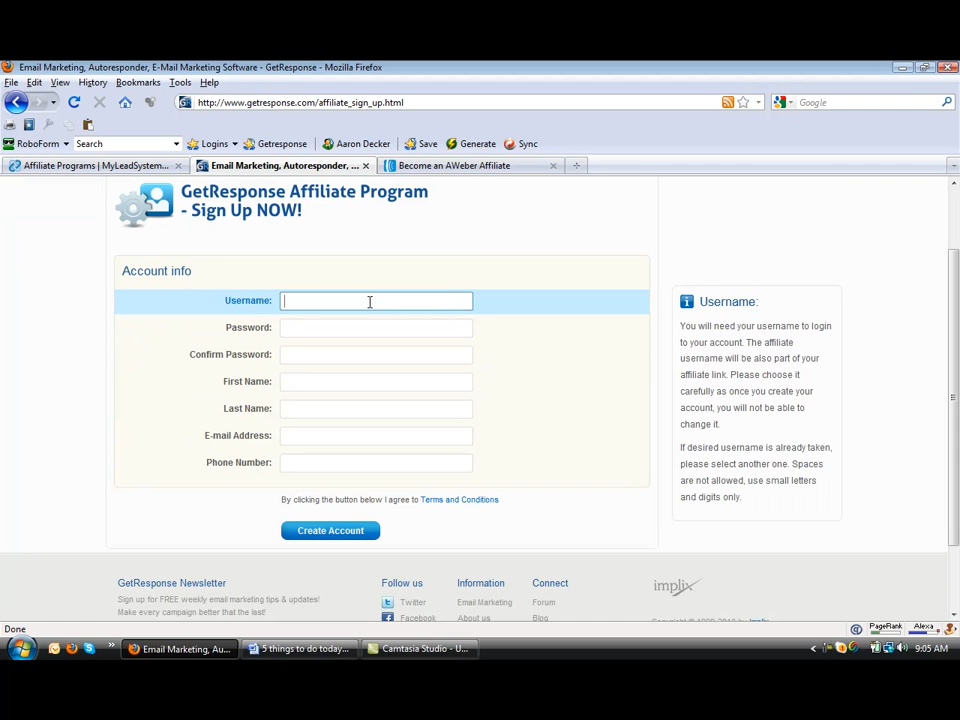 Email Marketing, Autoresponder, E-Mail Marketing Software - GetResponse - Mozilla Firefox
File Edit View History Bookmarks Tools Help
http://www.getresponse.com/affiliate_sign_up.html
Google
RoboForm Search Logins Getresponse Aaron Decker Save Generate Sync
Affiliate Programs | MyLeadSystem... Email Marketing, Autoresponder, ... Become an AWeber Affiliate
GetResponse Affiliate Program
- Sign Up NOW!
Account info
Username:
Password:
Confirm Password:
First Name:
Last Name:
E-mail Address:
Phone Number:
By clicking the button below I agree to Terms and Conditions
Create Account
Username:
You will need your username to login
to your account. The affiliate
username will be also part of your
affiliate link. Please choose it
carefully as once you create your
account, you will not be able to
change it.
If desired username is already taken,
please select another one. Spaces
are not allowed, use small letters
and digits only.
GetResponse Newsletter
Sign up for FREE weekly email marketing tips & updates!
Make every campaign better that the last!
Follow us
Twitter
Facebook
Information
Email Marketing
About us
Connect
Forum
Blog
implix
Done
PageRank Alexa
Email Marketing, Au... 5 things to do today... Camtasia Studio - U... 9:05 AM